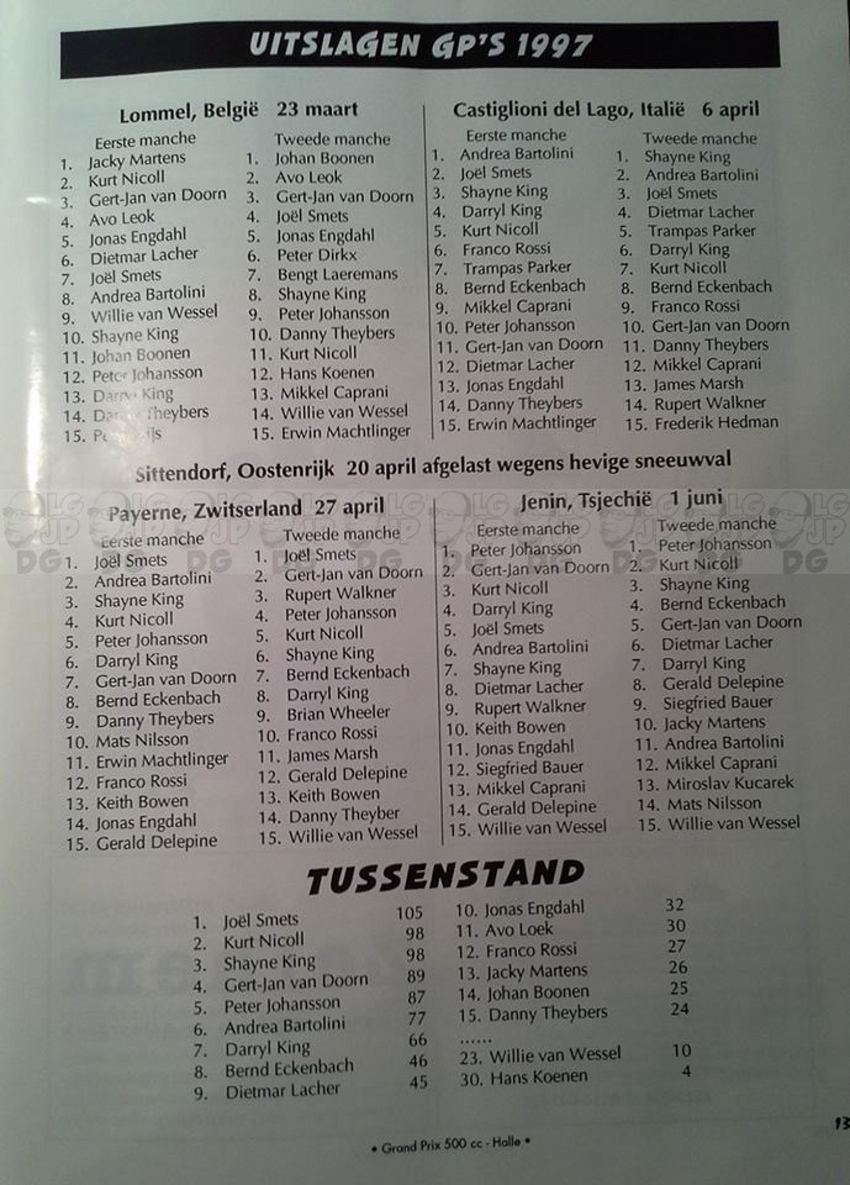 UITSLAGEN GP'S 1997
Lommel, België 23 maart
Eerste manche
1. Jacky Martens
2. Kurt Nicoll
3. Gert-Jan van Doorn
4. Avo Leok
5. Jonas Engdahl
6. Dietmar Lacher
7. Joël Smets
8. Andrea Bartolini
9. Willie van Wessel
10. Shayne King
11. Johan Boonen
12. Peter Johansson
13. Darryl King
14. Danny Theybers
15.
Tweede manche
1. Johan Boonen
2. Avo Leok
3. Gert-Jan van Doorn
4. Joël Smets
5. Jonas Engdahl
6. Peter Dirkx
7. Bengt Laeremans
8. Shayne King
9. Peter Johansson
10. Danny Theybers
11. Kurt Nicoll
12. Hans Koenen
13. Mikkel Caprani
14. Willie van Wessel
15. Erwin Machtlinger
Castiglioni del Lago, Italië 6 april
Eerste manche
1. Andrea Bartolini
2. Joël Smets
3. Shayne King
4. Darryl King
5. Kurt Nicoll
6. Franco Rossi
7. Trampas Parker
8. Bernd Eckenbach
9. Mikkel Caprani
10. Peter Johansson
11. Gert-Jan van Doorn
12. Dietmar Lacher
13. Jonas Engdahl
14. Danny Theybers
15. Erwin Machtlinger
Tweede manche
1. Shayne King
2. Andrea Bartolini
3. Joël Smets
4. Dietmar Lacher
5. Trampas Parker
6. Darryl King
7. Kurt Nicoll
8. Bernd Eckenbach
9. Franco Rossi
10. Gert-Jan van Doorn
11. Danny Theybers
12. Mikkel Caprani
13. James Marsh
14. Rupert Walkner
15. Frederik Hedman
Sittendorf, Oostenrijk 20 april afgelast wegens hevige sneeuwval
Payerne, Zwitserland 27 april
Eerste manche
1. Joël Smets
2. Andrea Bartolini
3. Shayne King
4. Kurt Nicoll
5. Peter Johansson
6. Darryl King
7. Gert-Jan van Doorn
8. Bernd Eckenbach
9. Danny Theybers
10. Mats Nilsson
11. Erwin Machtlinger
12. Franco Rossi
13. Keith Bowen
14. Jonas Engdahl
15. Gerald Delepine
Tweede manche
1. Joël Smets
2. Gert-Jan van Doorn
3. Rupert Walkner
4. Peter Johansson
5. Kurt Nicoll
6. Shayne King
7. Bernd Eckenbach
8. Darryl King
9. Brian Wheeler
10. Franco Rossi
11. James Marsh
12. Gerald Delepine
13. Keith Bowen
14. Danny Theyber
15. Willie van Wessel
Jenin, Tsjechië 1 juni
Eerste manche
1. Peter Johansson
2. Gert-Jan van Doorn
3. Kurt Nicoll
4. Darryl King
5. Joël Smets
6. Andrea Bartolini
7. Shayne King
8. Dietmar Lacher
9. Rupert Walkner
10. Keith Bowen
11. Jonas Engdahl
12. Siegfried Bauer
13. Mikkel Caprani
14. Gerald Delepine
15. Willie van Wessel
Tweede manche
1. Peter Johansson
2. Kurt Nicoll
3. Shayne King
4. Bernd Eckenbach
5. Gert-Jan van Doorn
6. Dietmar Lacher
7. Darryl King
8. Gerald Delepine
9. Siegfried Bauer
10. Jacky Martens
11. Andrea Bartolini
12. Mikkel Caprani
13. Miroslav Kucarek
14. Mats Nilsson
15. Willie van Wessel
TUSSENSTAND
1. Joël Smets 105
2. Kurt Nicoll 98
3. Shayne King 98
4. Gert-Jan van Doorn 89
5. Peter Johansson 87
6. Andrea Bartolini 77
7. Darryl King 66
8. Bernd Eckenbach 46
9. Dietmar Lacher 45
10. Jonas Engdahl 32
11. Avo Loek 30
12. Franco Rossi 27
13. Jacky Martens 26
14. Johan Boonen 25
15. Danny Theybers 24
......
23. Willie van Wessel 10
30. Hans Koenen 4
13
• Grand Prix 500 cc - Halle •